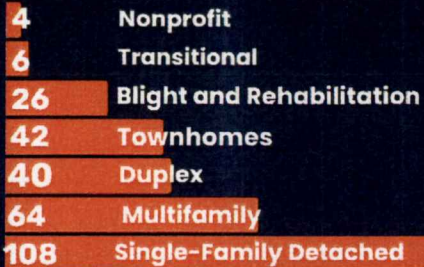 4 Nonprofit
6 Transitional
26 Blight and Rehabilitation
42 Townhomes
40 Duplex
64 Multifamily
108 Single-Family Detached